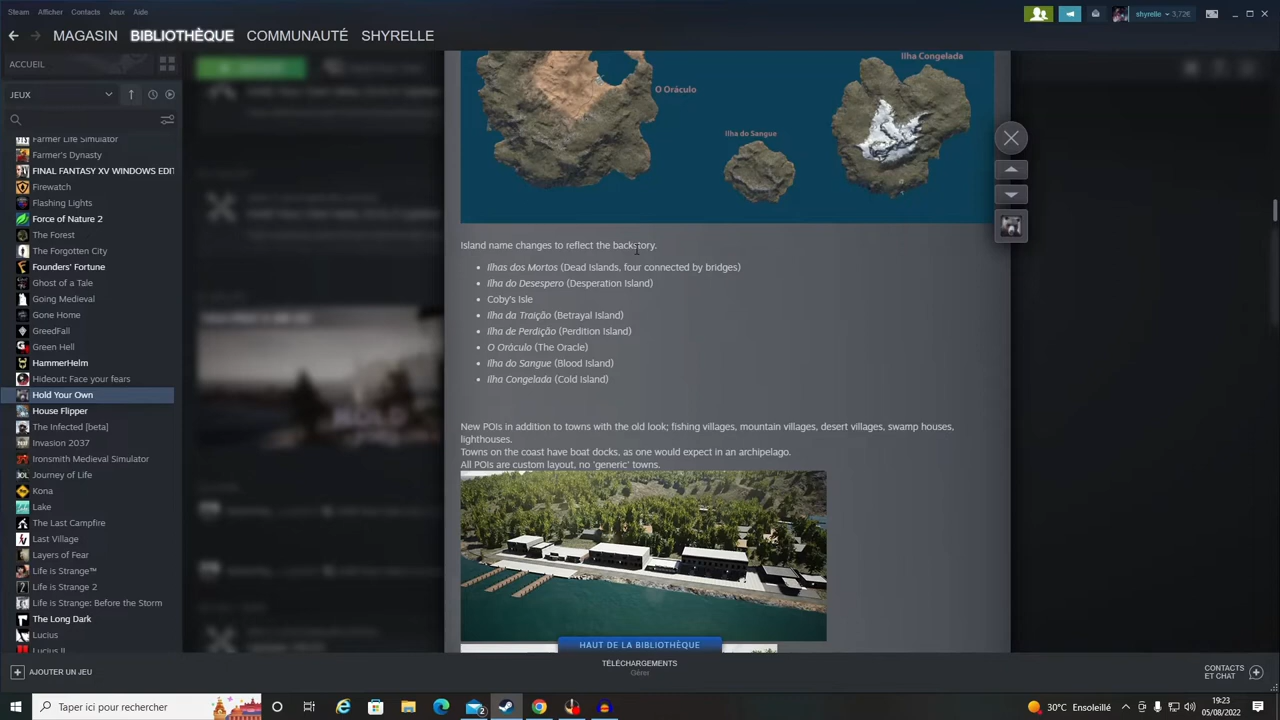 Steam Afficher Contacts Jeux Aide
shyrelle 3,72€
MAGASIN BIBLIOTHÈQUE COMMUNAUTÉ SHYRELLE
ACCUEIL
JEUX
Farmer Life Simulator
Farmer's Dynasty
FINAL FANTASY XV WINDOWS EDIT
Firewatch
Flashing Lights
Force of Nature 2
The Forest
The Forgotten City
Founders' Fortune
Ghost of a Tale
Going Medieval
Gone Home
GreedFall
Green Hell
HammerHelm
Hideout: Face your fears
Hold Your Own
House Flipper
The Infected [beta]
Invasion 2037
Ironsmith Medieval Simulator
Journey of Life
Kona
Lake
The Last Campfire
Last Village
Layers of Fear
Life is Strange™
Life is Strange 2
Life is Strange: Before the Storm
The Long Dark
Lucius
Lucius II
AJOUTER UN JEU
Ilha Congelada
O Oráculo
Ilha do Sangue
Island name changes to reflect the backstory.
Ilhas dos Mortos (Dead Islands, four connected by bridges)
Ilha do Desespero (Desperation Island)
Coby's Isle
Ilha da Traição (Betrayal Island)
Ilha de Perdição (Perdition Island)
O Oràculo (The Oracle)
Ilha do Sangue (Blood Island)
Ilha Congelada (Cold Island)
New POIs in addition to towns with the old look; fishing villages, mountain villages, desert villages, swamp houses,
lighthouses.
Towns on the coast have boat docks, as one would expect in an archipelago.
All POIs are custom layout, no 'generic' towns.
HAUT DE LA BIBLIOTHÈQUE
TÉLÉCHARGEMENTS
Gérer
CONTACTS
ET CHAT
Taper ici pour rechercher
2
30°C Ensoleillé
19:23
05/08/2022